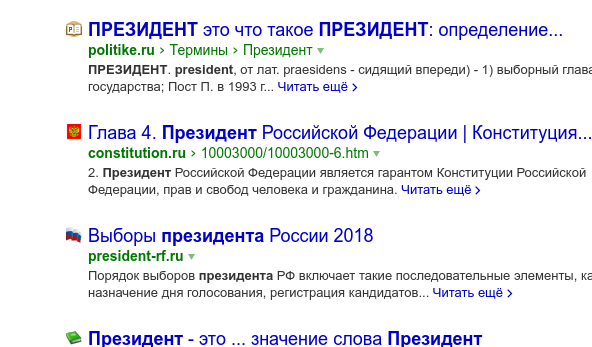 ПРЕЗИДЕНТ это что такое ПРЕЗИДЕНТ: определение...
politike.ru › Термины › Президент
ПРЕЗИДЕНТ. president, от лат. praesidens - сидящий впереди) - 1) выборный глава
государства; Пост П. в 1993 г... Читать ещё ›
Глава 4. Президент Российской Федерации | Конституция...
constitution.ru › 10003000/10003000-6.htm
2. Президент Российской Федерации является гарантом Конституции Российской
Федерации, прав и свобод человека и гражданина. Читать ещё ›
Выборы президента России 2018
president-rf.ru
Порядок выборов президента РФ включает такие последовательные элементы, ка
назначение дня голосования, регистрация кандидатов... Читать ещё ›
Президент - это ... значение слова Президент